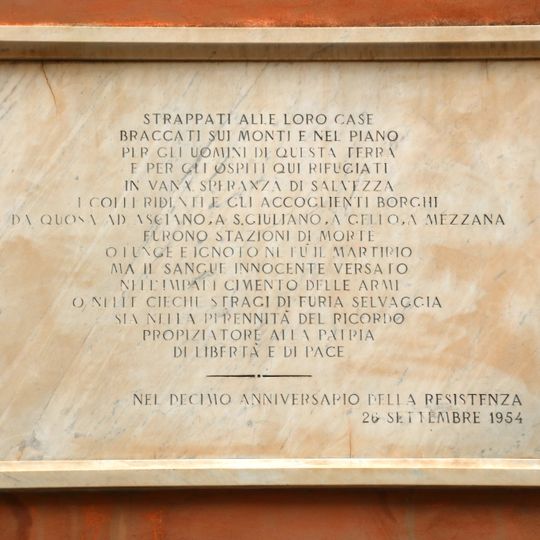 STRAPPATI ALLE LORO CASE
BRACCATI SUI MONTI E NEL PIANO
PER GLI UOMINI DI QUESTA TERRA
E PER GLI OSPITI QUI RIFUGIATI
IN VANA SPERANZA DI SALVEZZA
I COLLI RIDENTI E GLI ACCOGLIENTI BORGHI
DA QUOSA AD ASCIANO, A S. GIULIANO, A GELLO, A MEZZANA
FURONO STAZIONI DI MORTE
O LUNGE E IGNOTO NE FU IL MARTIRIO
MA IL SANGUE INNOCENTE VERSATO
NELL'IMPARI CIMENTO DELLE ARMI
O NELLE CIECHE STRAGI DI FURIA SELVAGGIA
SIA NELLA PERENNITÀ DEL RICORDO
PROPIZIATORE ALLA PATRIA
DI LIBERTÀ E DI PACE
NEL DECIMO ANNIVERSARIO DELLA RESISTENZA
26 SETTEMBRE 1954